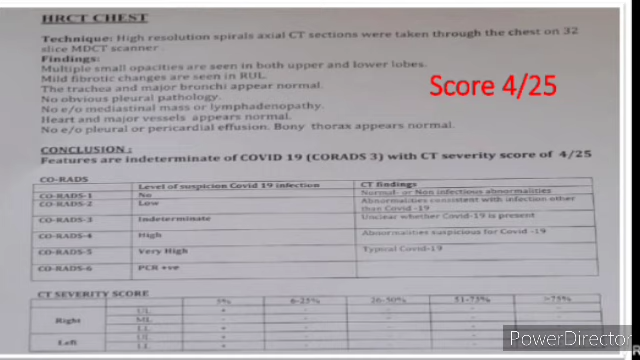 HRCT CHEST
Technique: High resolution spirals axial CT sections were taken through the chest on 32
slice MDCT scanner
Findings:
Multiple small opacities are seen in both upper and lower lobes.
Mild fibrotic changes are seen in RUL.
The trachea and major bronchi appear normal.
No obvious pleural pathology.
No e/o mediastinal mass or lymphadenopathy.
Heart and major vessels appears normal.
No e/o pleural or pericardial effusion. Bony thorax appears normal.
Score 4/25
CONCLUSION:
Features are indeterminate of COVID 19 (CORADS 3) with CT severity score of 4/25
CO-RADS
Level of suspicion Covid 19 infection CT findings
CO-RADS-1 No Normal- or Non infectious abnormalities
CO-RADS-2 Low Abnormalities consistent with infection other
than Covid -19
CO-RADS-3 Indeterminate Unclear whether Covid-19 is present
CO-RADS-4 High Abnormalities suspicious for Covid -19
CO-RADS-5 Very High Typical Covid-19
CO-RADS-6 PCR +ve
CT SEVERITY SCORE
5% 6-25% 26-50% 51-75% >75%
Right UL + - - -
ML - - - -
LL + - - -
Left UL +
LL +
PowerDirector